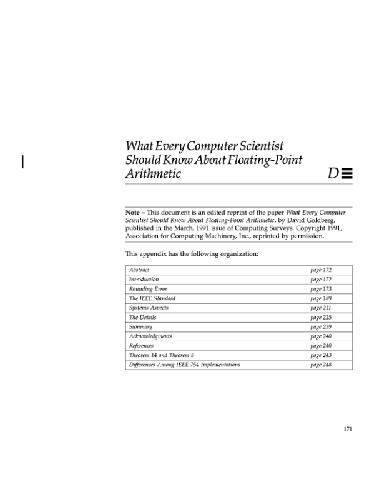 What Every Computer Scientist
Should Know About Floating-Point
Arithmetic
D
Note – This document is an edited reprint of the paper What Every Computer
Scientist Should Know About Floating-Point Arithmetic, by David Goldberg,
published in the March, 1991 issue of Computing Surveys. Copyright 1991,
Association for Computing Machinery, Inc., reprinted by permission.
This appendix has the following organization:
Abstract page 172
Introduction page 172
Rounding Error page 173
The IEEE Standard page 189
Systems Aspects page 211
The Details page 225
Summary page 239
Acknowledgments page 240
References page 240
Theorem 14 and Theorem 8 page 243
Differences Among IEEE 754 Implementations page 248
171